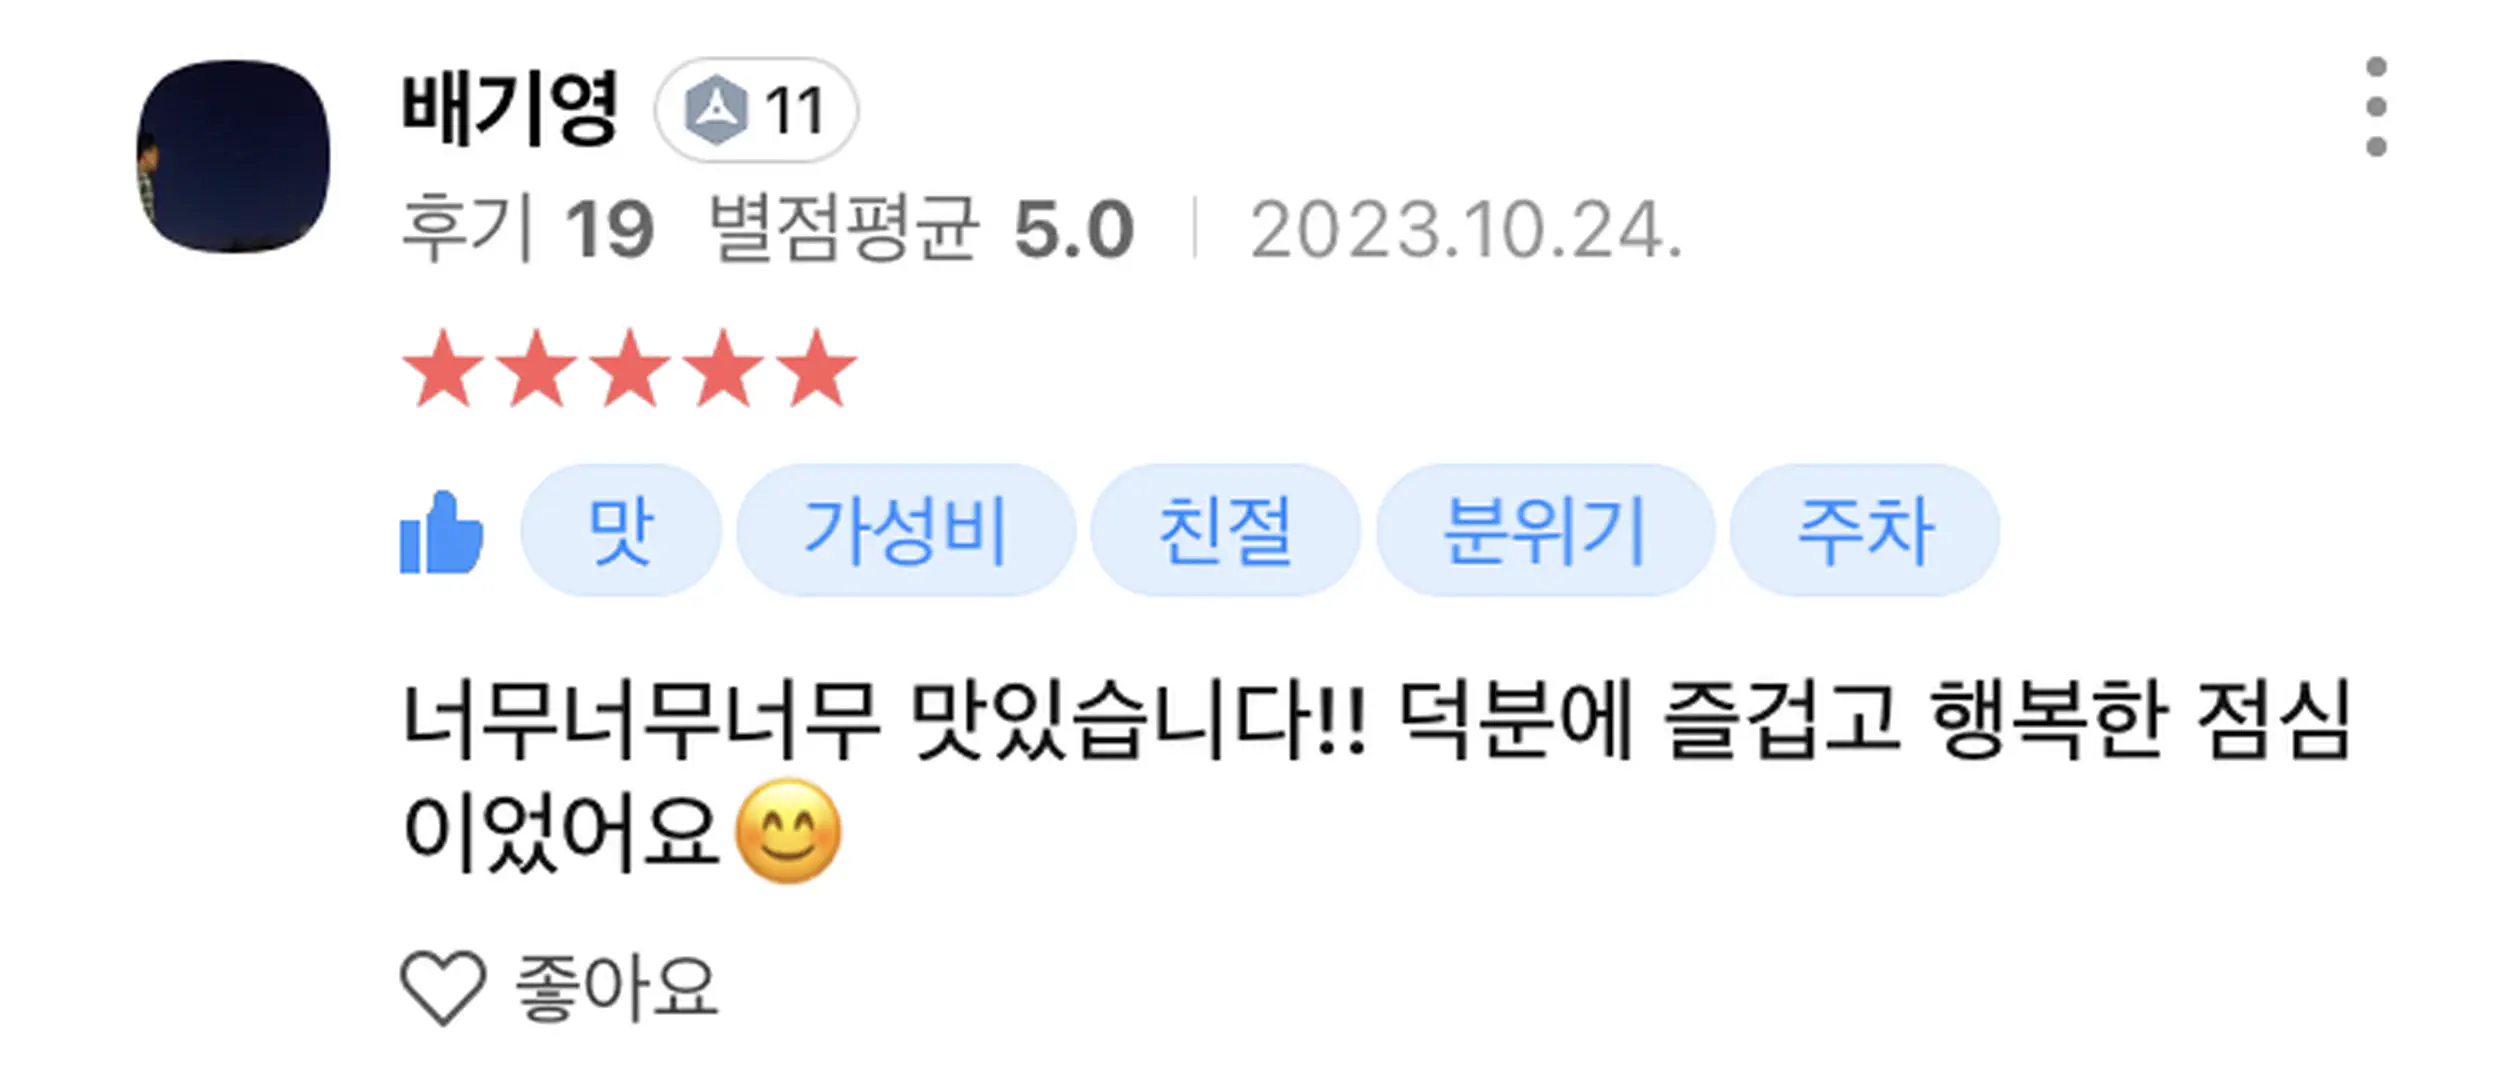 배기영 11
후기 19 별점평균 5.0 2023.10.24.
맛 가성비 친절 분위기 주차
너무너무너무 맛있습니다!! 덕분에 즐겁고 행복한 점심
이었어요😊
좋아요